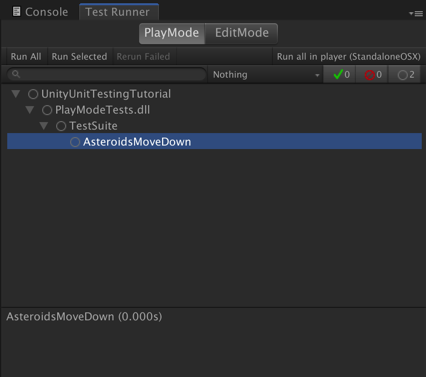 Console Test Runner
PlayMode EditMode
Run All Run Selected Rerun Failed Run all in player (StandaloneOSX)
Nothing 0 0 2
UnityUnitTestingTutorial
PlayModeTests.dll
TestSuite
AsteroidsMoveDown
AsteroidsMoveDown (0.000s)